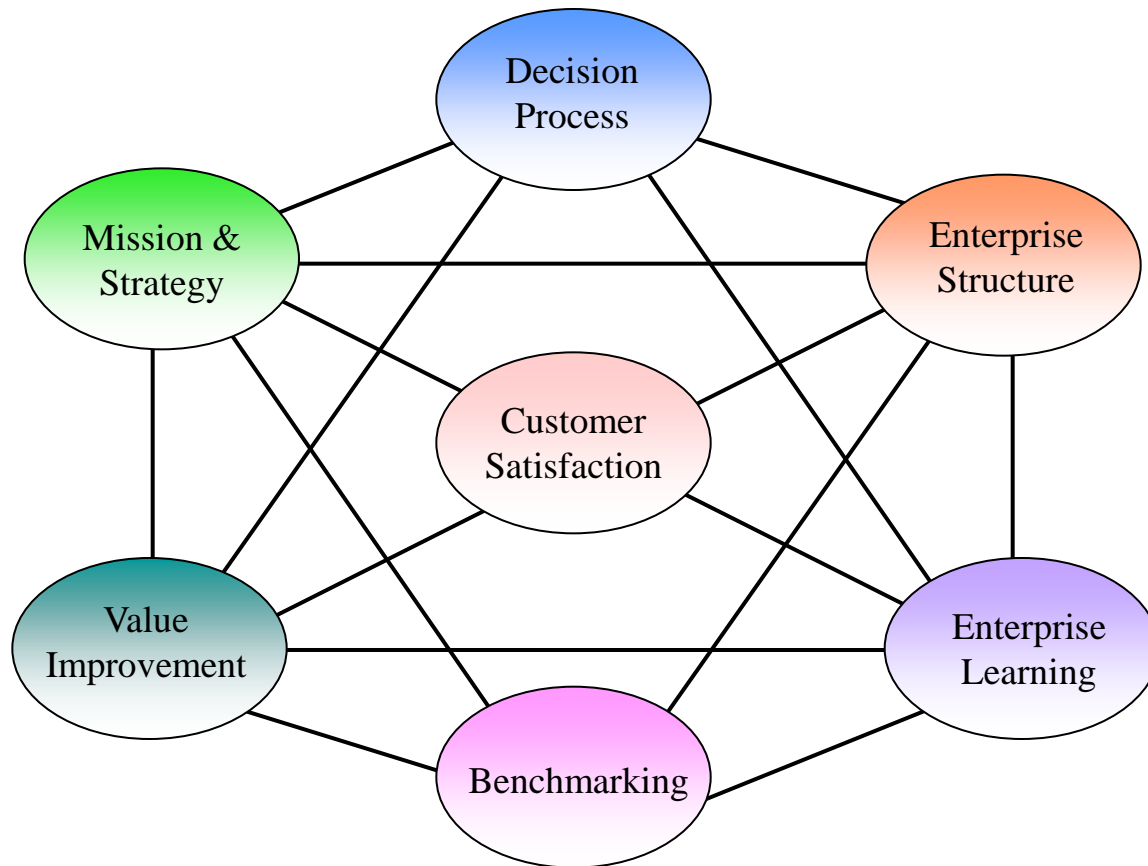 Decision
Process
Mission &
Strategy
Enterprise
Structure
Customer
Satisfaction
Value
Improvement
Enterprise
Learning
Benchmarking